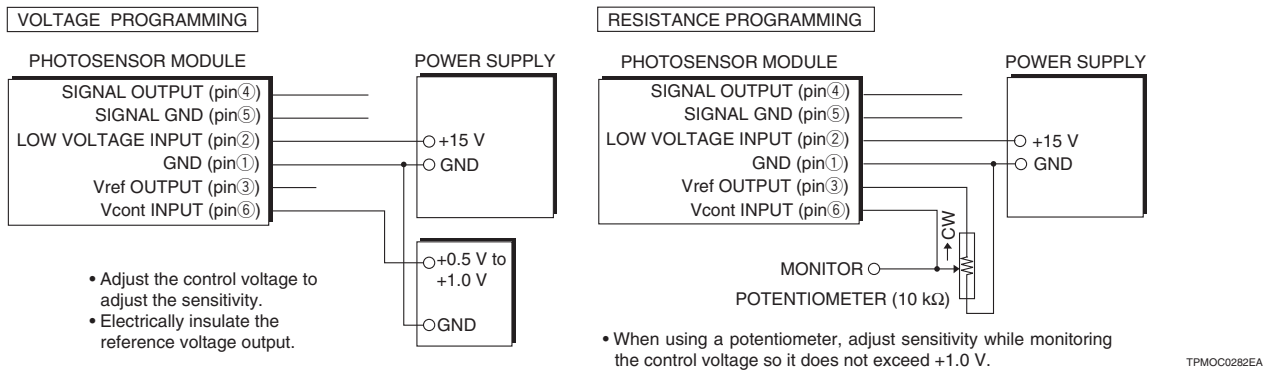 VOLTAGE PROGRAMMING
PHOTOSENSOR MODULE
POWER SUPPLY
SIGNAL OUTPUT (pin④)
SIGNAL GND (pin⑤)
LOW VOLTAGE INPUT (pin②)
GND (pin①)
Vref OUTPUT (pin③)
Vcont INPUT (pin⑥)
+15 V
GND
+0.5 V to
+1.0 V
GND
• Adjust the control voltage to
adjust the sensitivity.
• Electrically insulate the
reference voltage output.
RESISTANCE PROGRAMMING
PHOTOSENSOR MODULE
POWER SUPPLY
SIGNAL OUTPUT (pin④)
SIGNAL GND (pin⑤)
LOW VOLTAGE INPUT (pin②)
GND (pin①)
Vref OUTPUT (pin③)
Vcont INPUT (pin⑥)
+15 V
GND
CW
MONITOR
POTENTIOMETER (10 kΩ)
• When using a potentiometer, adjust sensitivity while monitoring
the control voltage so it does not exceed +1.0 V.
TPMOC0282EA